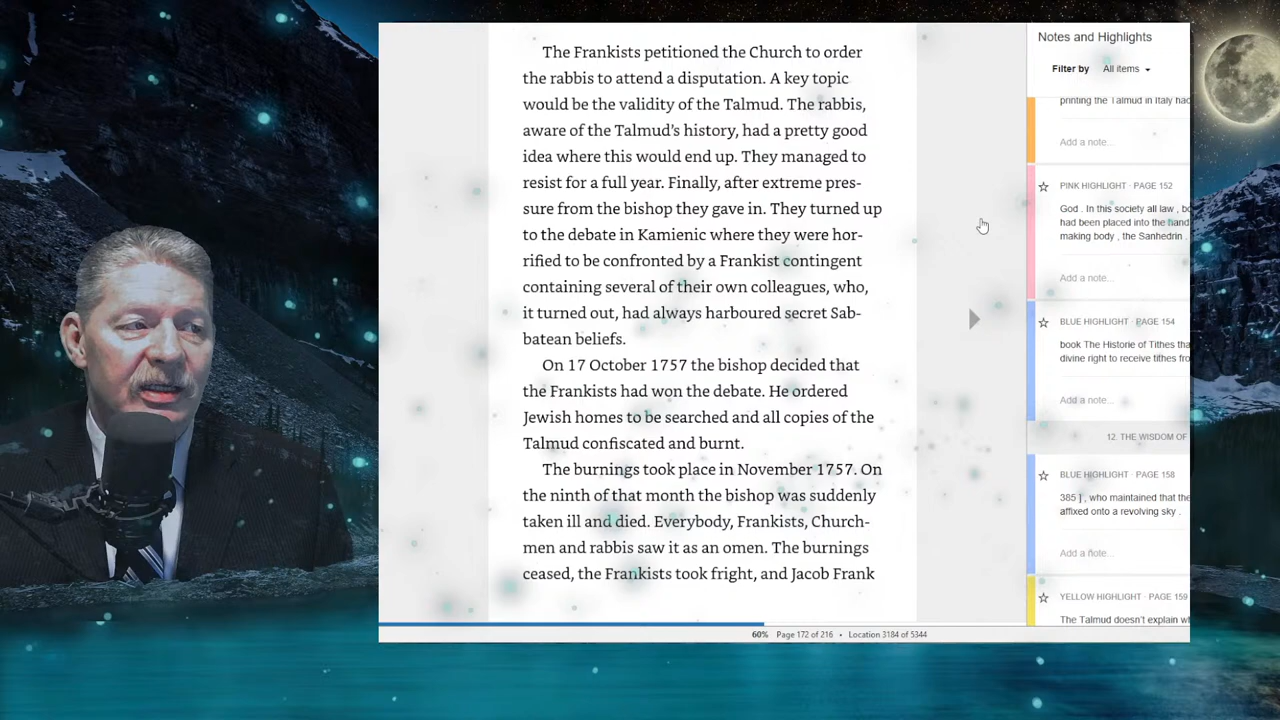 The Frankists petitioned the Church to order
the rabbis to attend a disputation. A key topic
would be the validity of the Talmud. The rabbis,
aware of the Talmud's history, had a pretty good
idea where this would end up. They managed to
resist for a full year. Finally, after extreme pres-
sure from the bishop they gave in. They turned up
to the debate in Kamienic where they were hor-
rified to be confronted by a Frankist contingent
containing several of their own colleagues, who,
it turned out, had always harboured secret Sab-
batean beliefs.
On 17 October 1757 the bishop decided that
the Frankists had won the debate. He ordered
Jewish homes to be searched and all copies of the
Talmud confiscated and burnt.
The burnings took place in November 1757. On
the ninth of that month the bishop was suddenly
taken ill and died. Everybody, Frankists, Church-
men and rabbis saw it as an omen. The burnings
ceased, the Frankists took fright, and Jacob Frank
60% Page 172 of 216 • Location 3184 of 5344
Notes and Highlights
Filter by All items
printing the Talmud in Italy had
Add a note...
PINK HIGHLIGHT · PAGE 152
God . In this society all law , bo
had been placed into the hand
making body , the Sanhedrin .
Add a note...
BLUE HIGHLIGHT · PAGE 154
book The Historie of Tithes tha
divine right to receive tithes fro
Add a note...
12. THE WISDOM OF
BLUE HIGHLIGHT · PAGE 158
385 ] , who maintained that the
affixed onto a revolving sky .
Add a note...
YELLOW HIGHLIGHT · PAGE 159
The Talmud doesn't explain wh